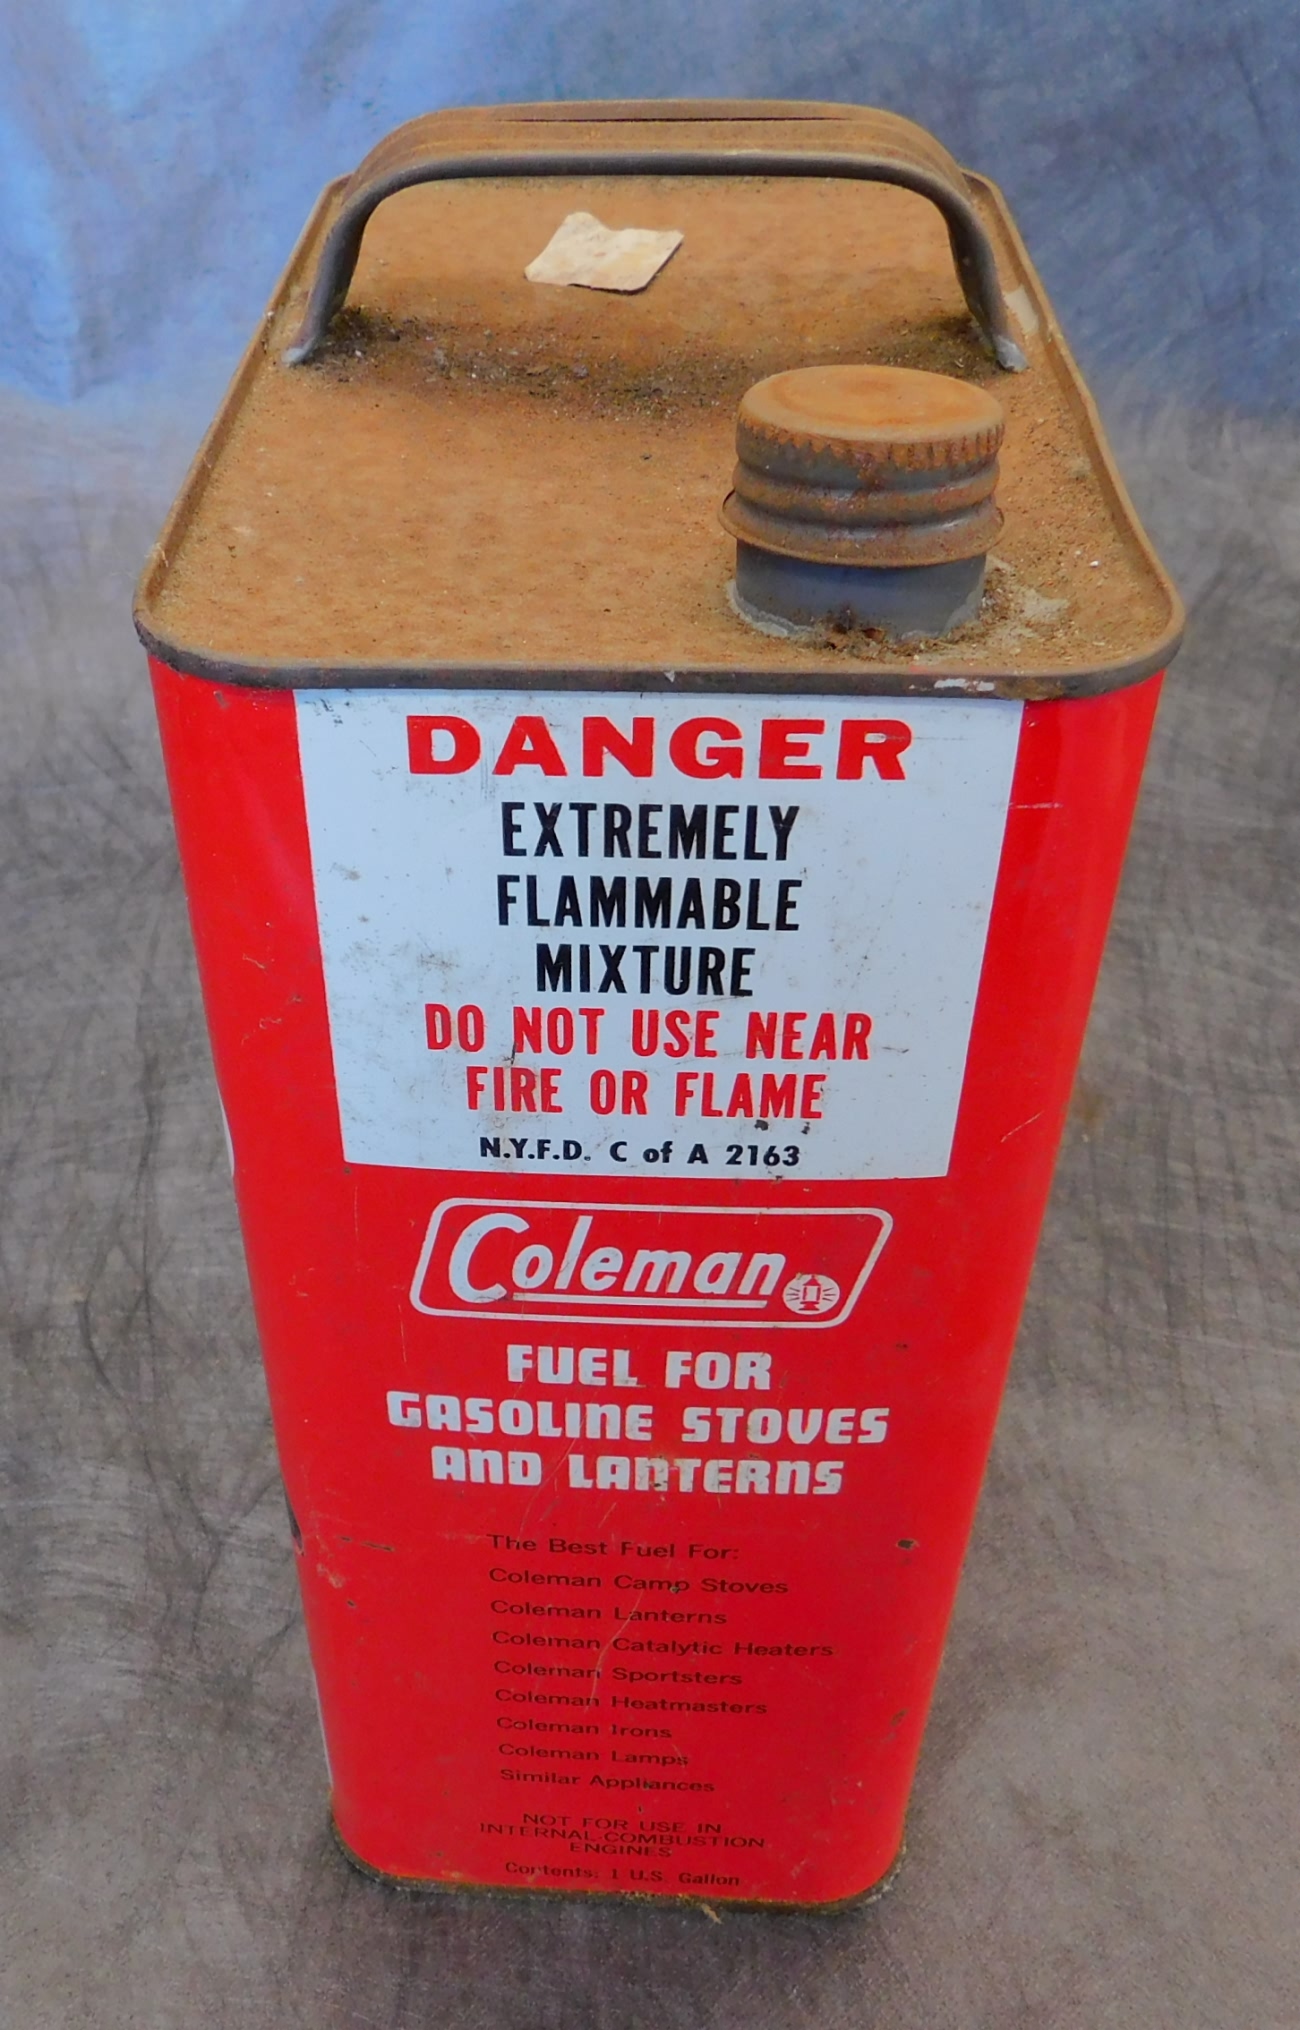 DANGER
EXTREMELY
FLAMMABLE
MIXTURE
DO NOT USE NEAR
FIRE OR FLAME
N.Y.F.D. C of A 2163
Coleman
FUEL FOR
GASOLINE STOVES
AND LANTERNS
The Best Fuel For:
Coleman Camp Stoves
Coleman Lanterns
Coleman Catalytic Heaters
Coleman Sportsters
Coleman Heatmasters
Coleman Irons
Coleman Lamps
Similar Appliances
NOT FOR USE IN
INTERNAL-COMBUSTION
ENGINES
Contents: 1 U.S. Gallon